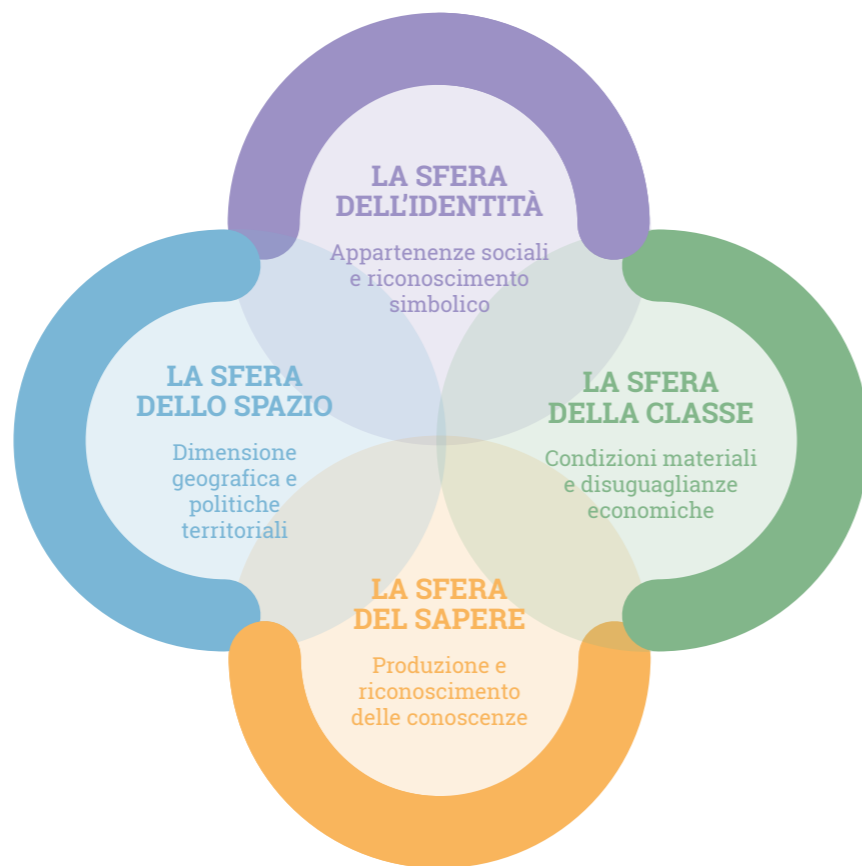 LA SFERA
DELL'IDENTITÀ
Appartenenze sociali
e riconoscimento
simbolico
LA SFERA
DELLO SPAZIO
Dimensione
geografica e
politiche
territoriali
LA SFERA
DELLA CLASSE
Condizioni materiali
e disuguaglianze
economiche
LA SFERA
DEL SAPERE
Produzione e
riconoscimento
delle conoscenze